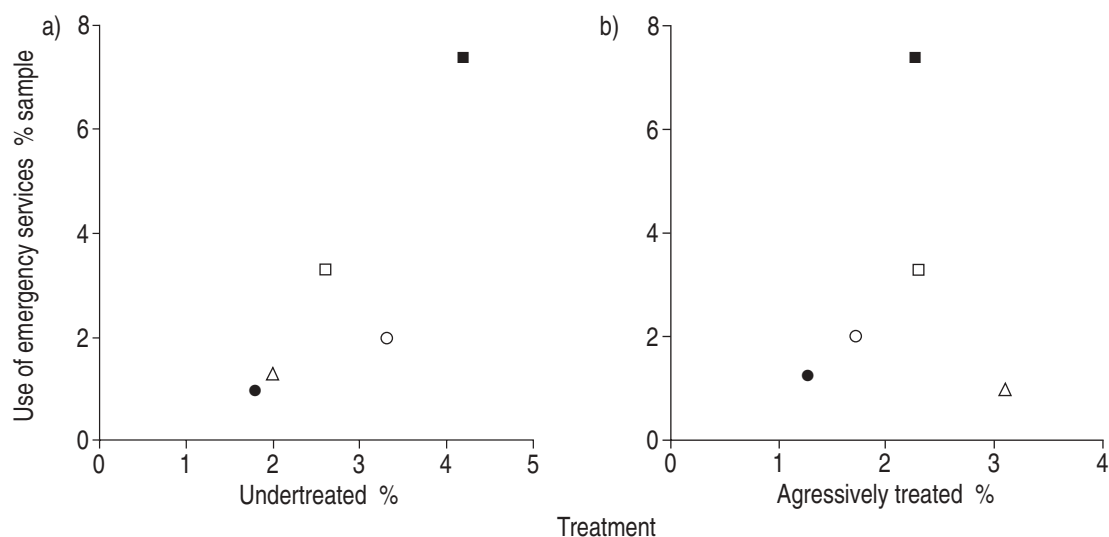 a)
Use of emergency services % sample
8
6
4
2
0
0 1 2 3 4 5
Undertreated %
b)
8
6
4
2
0
0 1 2 3 4
Agressively treated %
Treatment